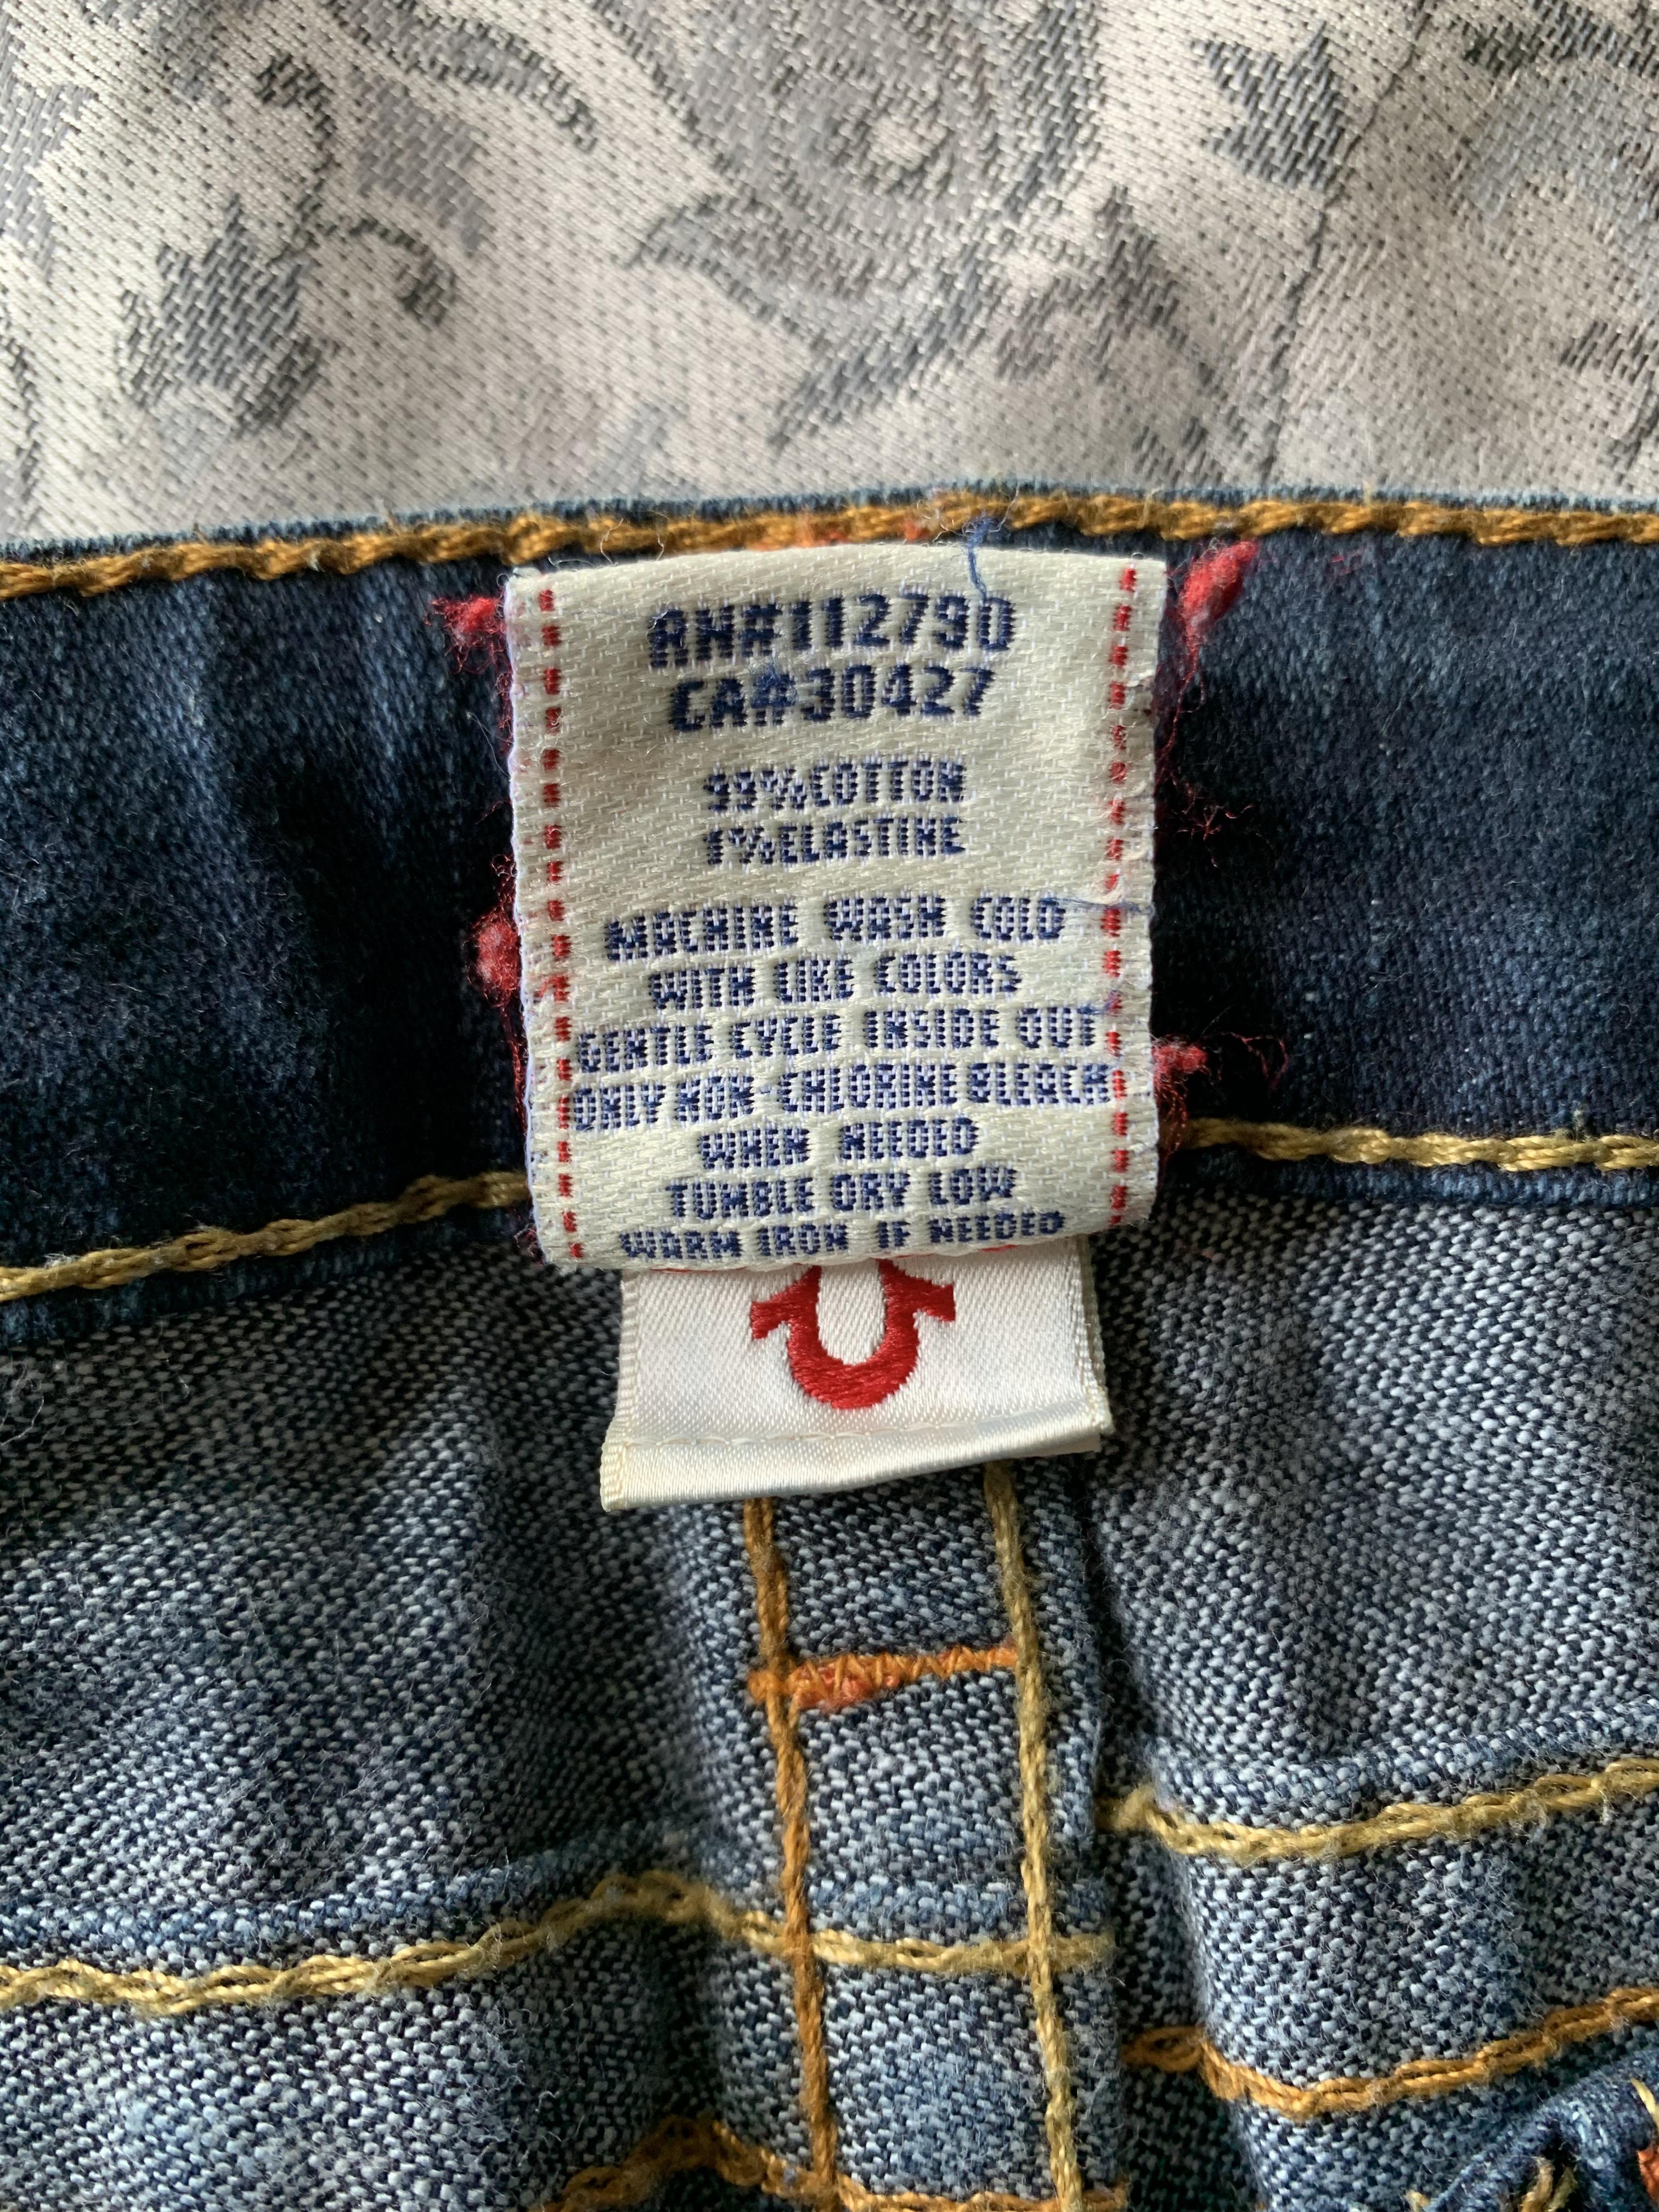 RN#112790
CA#30427
99%COTTON
1%ELASTINE
MACHINE WASH COLD
WITH LIKE COLORS
GENTLE CYCLE INSIDE OUT
ONLY NON-CHLORINE BLEACH
WHEN NEEDED
TUMBLE DRY LOW
WARM IRON IF NEEDED